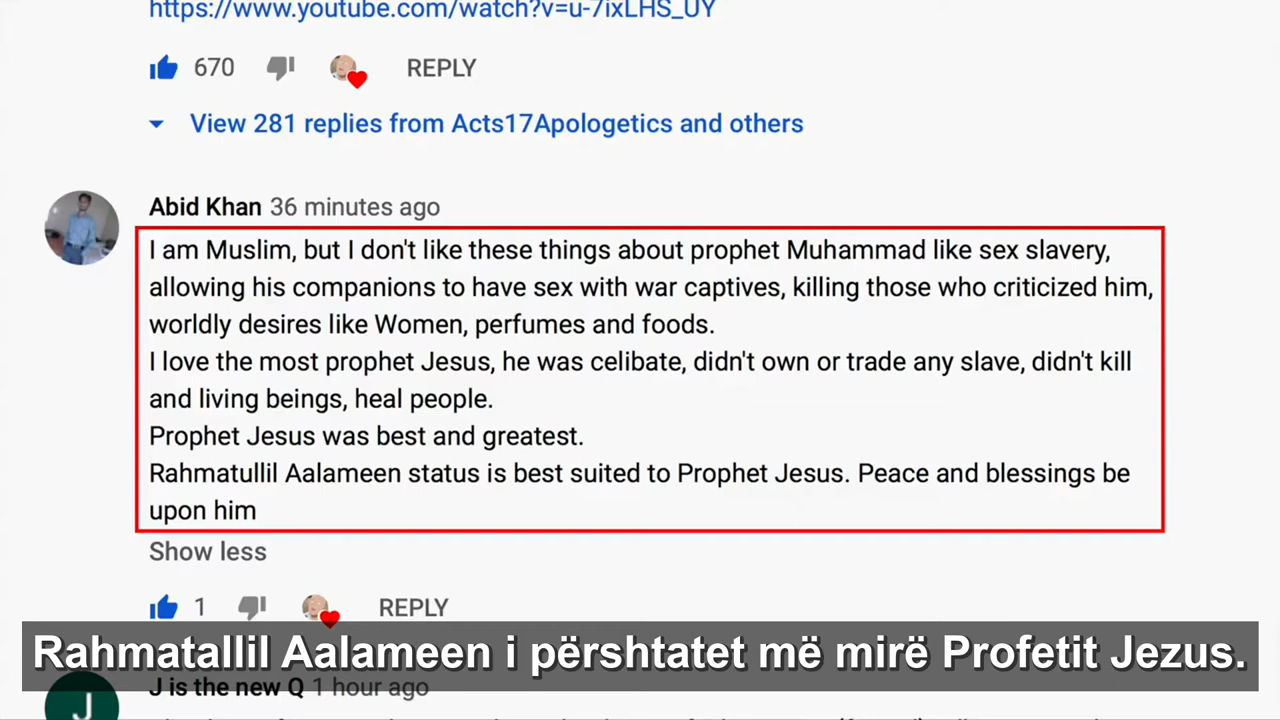 https://www.youtube.com/watch?v=u-7ixLHS_UY
670 REPLY
View 281 replies from Acts17Apologetics and others
Abid Khan 36 minutes ago
I am Muslim, but I don't like these things about prophet Muhammad like sex slavery,
allowing his companions to have sex with war captives, killing those who criticized him,
worldly desires like Women, perfumes and foods.
I love the most prophet Jesus, he was celibate, didn't own or trade any slave, didn't kill
and living beings, heal people.
Prophet Jesus was best and greatest.
Rahmatullil Aalameen status is best suited to Prophet Jesus. Peace and blessings be
upon him
Show less
1 REPLY
Rahmatallil Aalameen i përshtatet më mirë Profetit Jezus.
J J is the new Q 1 hour ago